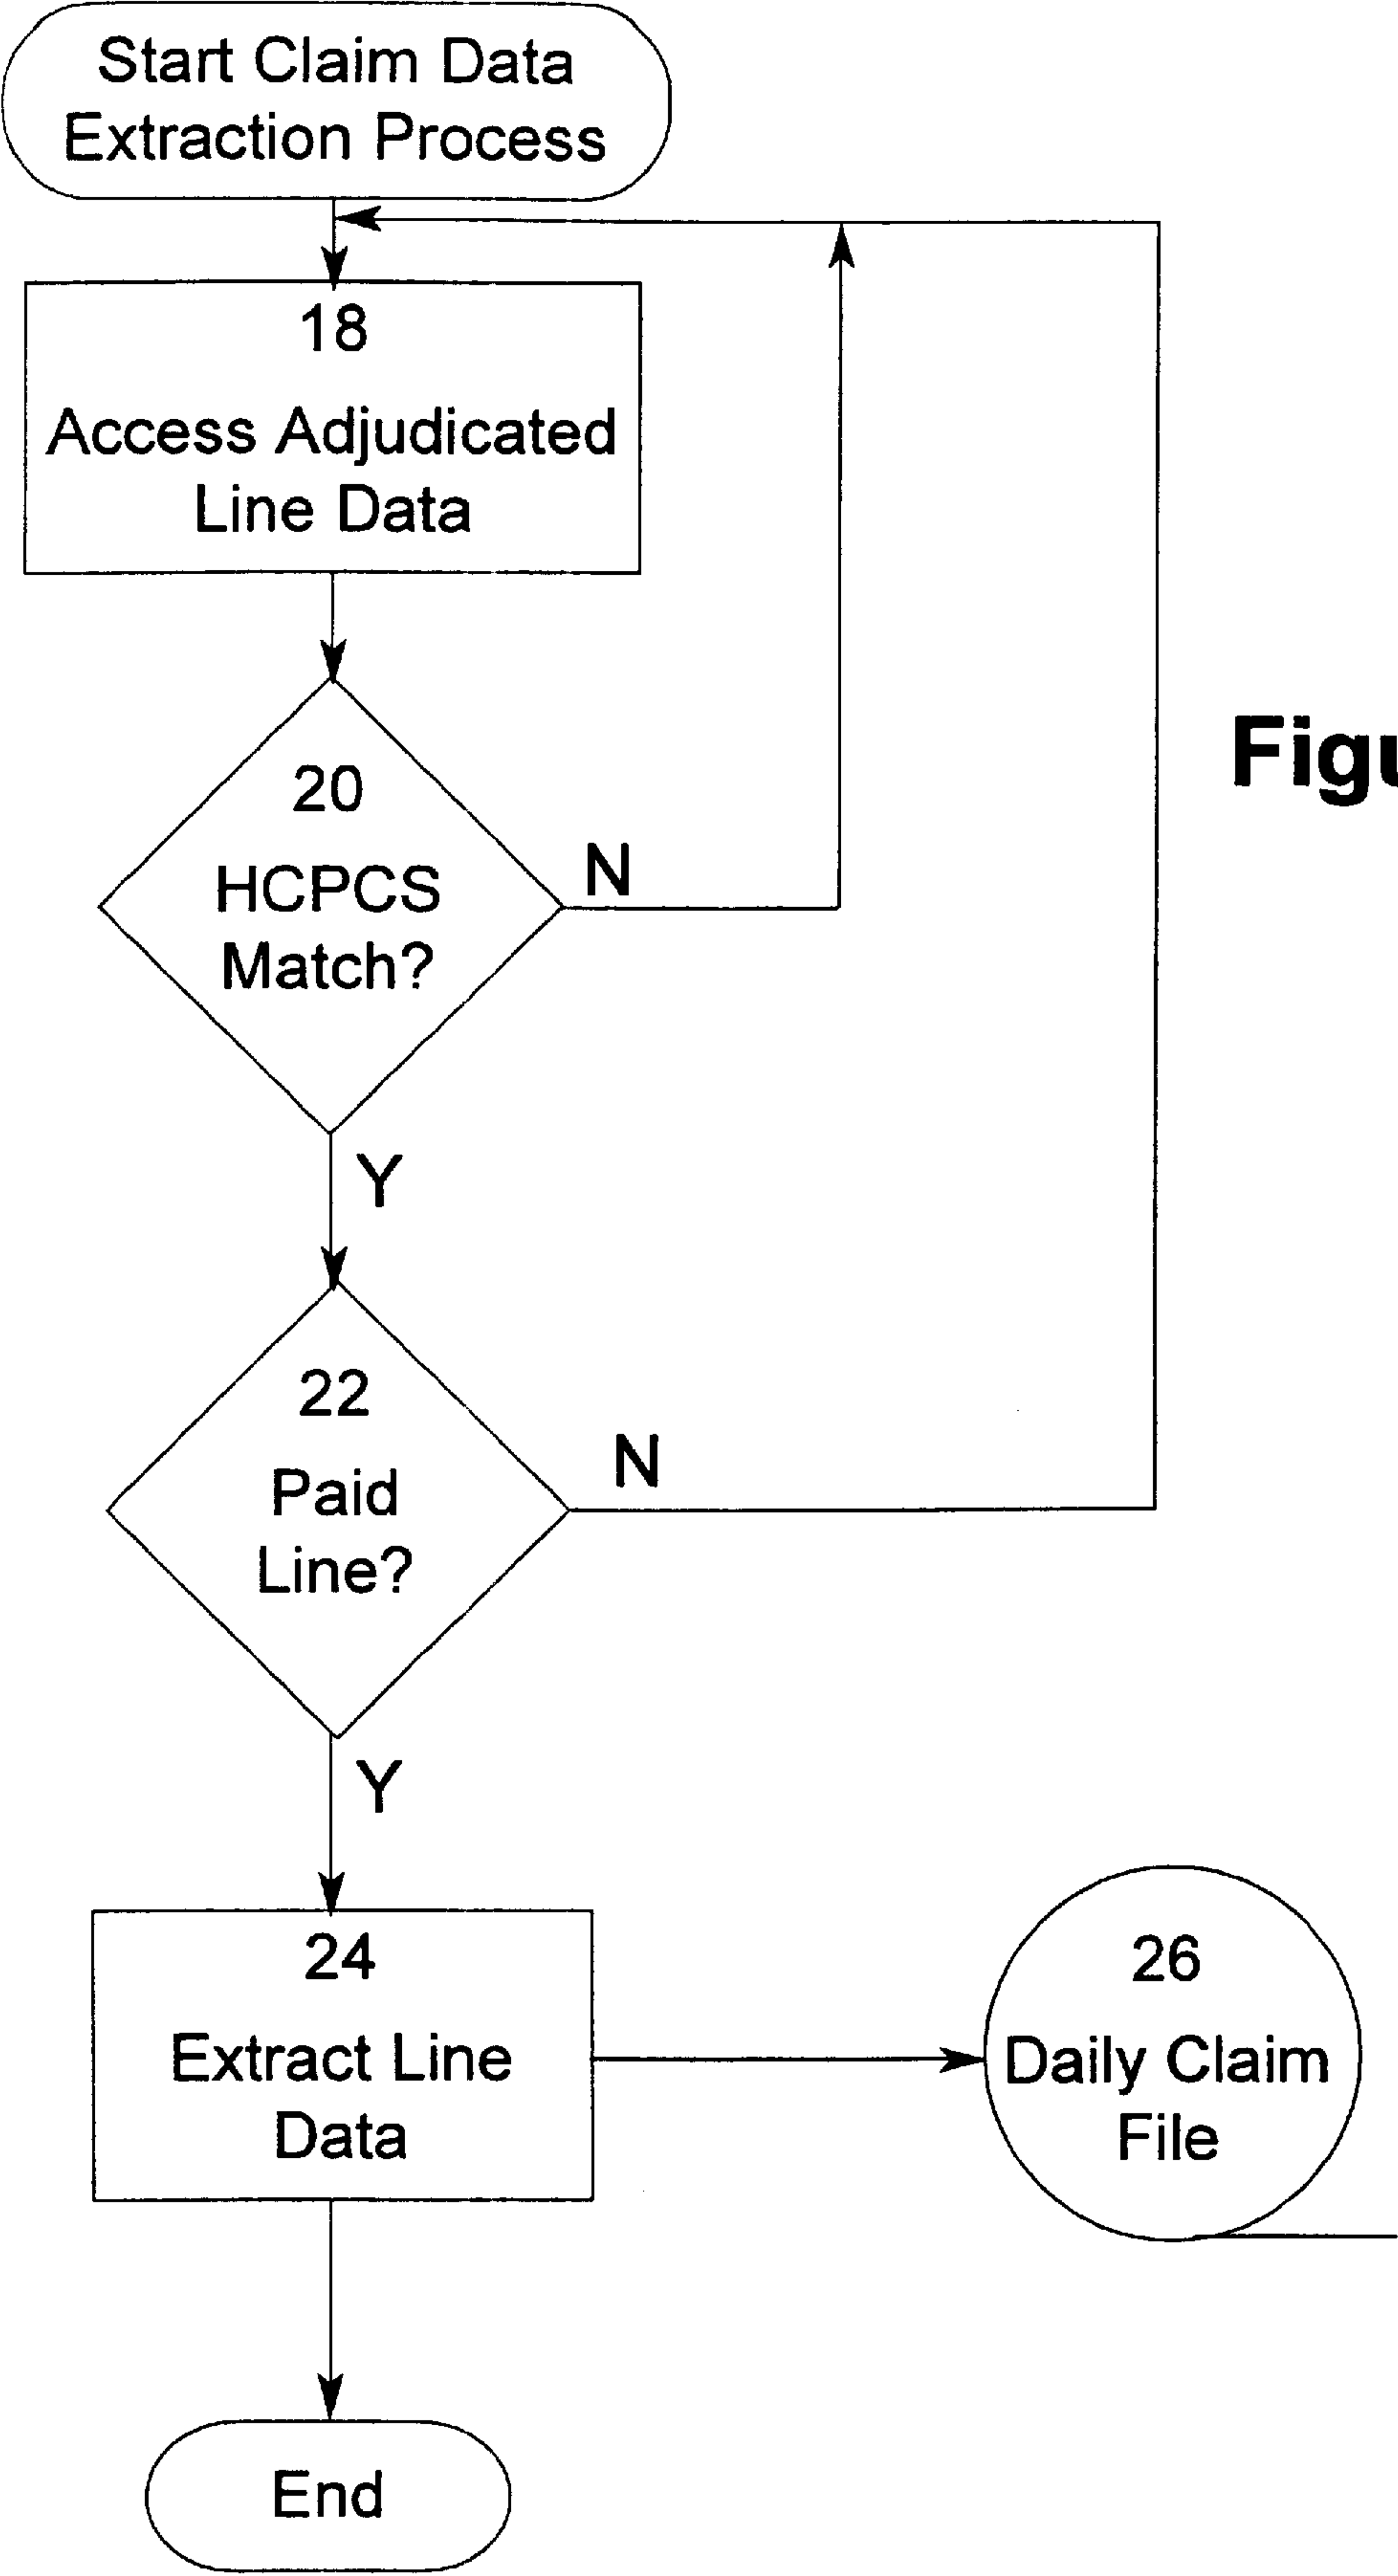 Start Claim Data
Extraction Process
18
Access Adjudicated
Line Data
20
HCPCS
Match?
N
Y
22
Paid
Line?
N
Y
24
Extract Line
Data
26
Daily Claim
File
End